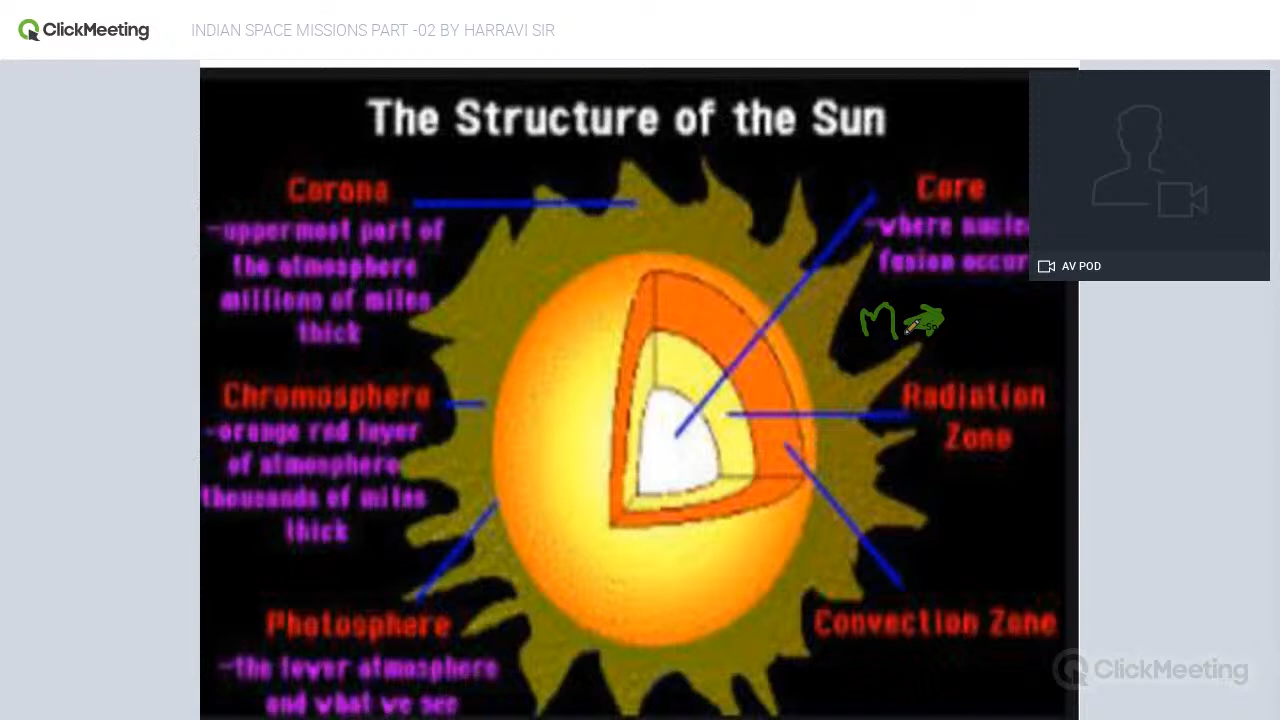 ClickMeeting
INDIAN SPACE MISSIONS PART -02 BY HARRAVI SIR
The Structure of the Sun
Corona
-uppermost part of
the atmosphere
millions of miles
thick
Core
-where nuclea
fusion occur
AV POD
M
Chromosphere
-orange red layer
of atmosphere
thousands of miles
thick
Radiation
Zone
Photosphere
-the lower atmosphere
and what we see
Convection Zone
ClickMeeting